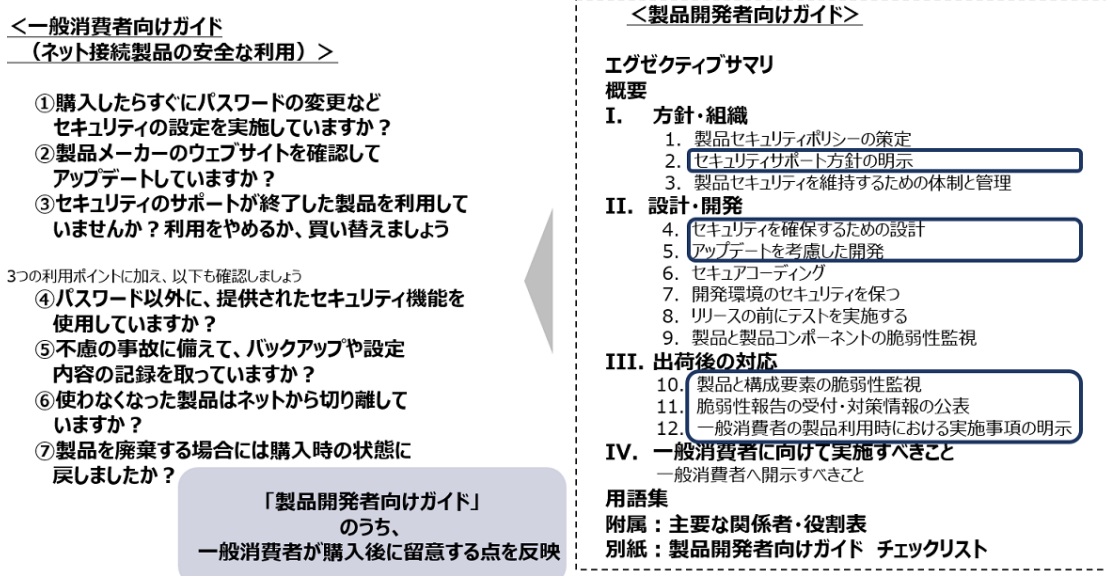 ＜一般消費者向けガイド
（ネット接続製品の安全な利用）＞
①購入したらすぐにパスワードの変更など
セキュリティの設定を実施していますか？
②製品メーカーのウェブサイトを確認して
アップデートしていますか？
③セキュリティのサポートが終了した製品を利用して
いませんか？利用をやめるか、買い替えましょう
3つの利用ポイントに加え、以下も確認しましょう
④パスワード以外に、提供されたセキュリティ機能を
使用していますか？
⑤不慮の事故に備えて、バックアップや設定
内容の記録を取っていますか？
⑥使わなくなった製品はネットから切り離して
いますか？
⑦製品を廃棄する場合には購入時の状態に
戻しましたか？
「製品開発者向けガイド」
のうち、
一般消費者が購入後に留意する点を反映
＜製品開発者向けガイド＞
エグゼクティブサマリ
概要
I. 方針・組織
1. 製品セキュリティポリシーの策定
2. セキュリティサポート方針の明示
3. 製品セキュリティを維持するための体制と管理
II. 設計・開発
4. セキュリティを確保するための設計
5. アップデートを考慮した開発
6. セキュアコーディング
7. 開発環境のセキュリティを保つ
8. リリースの前にテストを実施する
9. 製品と製品コンポーネントの脆弱性監視
III. 出荷後の対応
10. 製品と構成要素の脆弱性監視
11. 脆弱性報告の受付・対策情報の公表
12. 一般消費者の製品利用時における実施事項の明示
IV. 一般消費者に向けて実施すべきこと
一般消費者へ開示すべきこと
用語集
附属：主要な関係者・役割表
別紙：製品開発者向けガイド チェックリスト